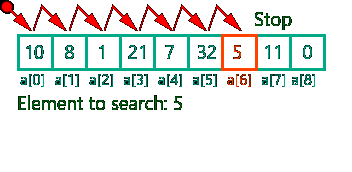 Stop
10 8 1 21 7 32 5 11 0
a[0] a[1] a[2] a[3] a[4] a[5] a[6] a[7] a[8]
Element to search: 5